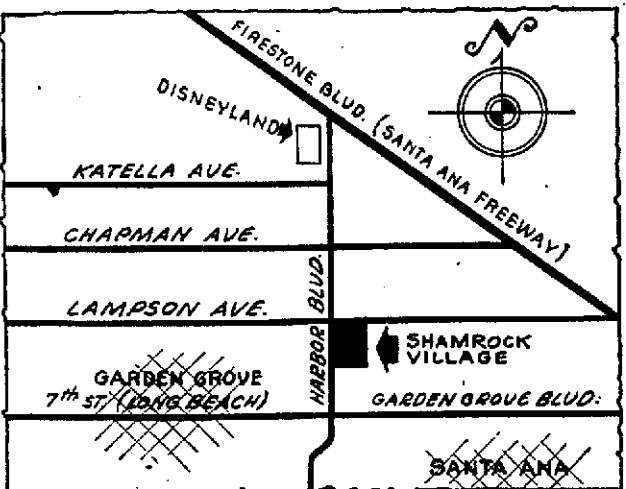 N
FIRESTONE BLVD. (SANTA ANA FREEWAY)
DISNEYLAND
KATELLA AVE.
CHAPMAN AVE.
HARBOR BLVD.
LAMPSON AVE.
SHAMROCK
VILLAGE
GARDEN GROVE
7th ST. (LONG BEACH)
GARDEN GROVE BLVD.
SANTA ANA